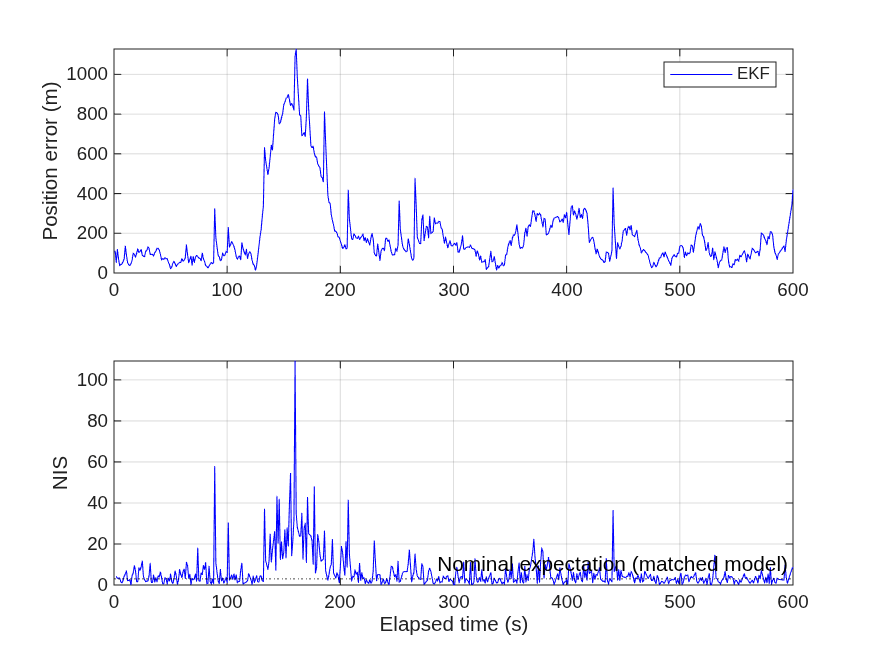 1000
800
600
400
200
0
Position error (m)
EKF
0 100 200 300 400 500 600
100
80
60
40
20
0
NIS
Nominal expectation (matched model)
0 100 200 300 400 500 600
Elapsed time (s)